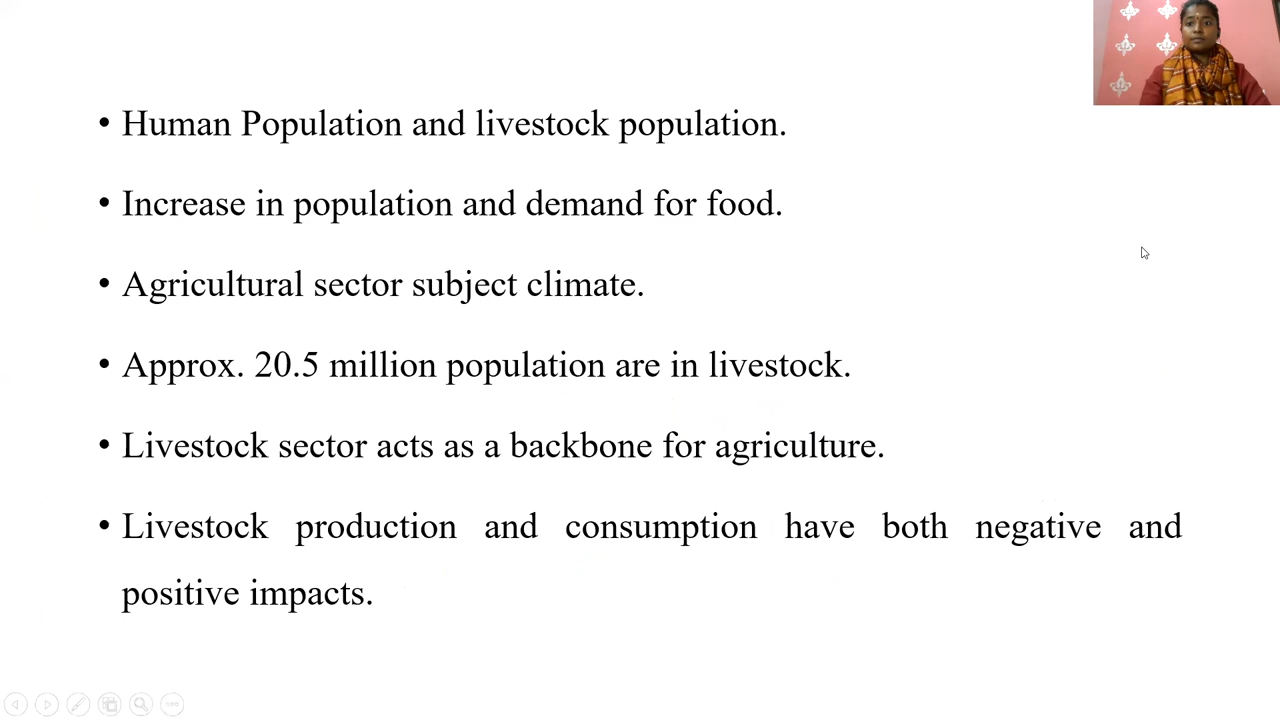 • Human Population and livestock population.
• Increase in population and demand for food.
• Agricultural sector subject climate.
• Approx. 20.5 million population are in livestock.
• Livestock sector acts as a backbone for agriculture.
• Livestock production and consumption have both negative and
positive impacts.